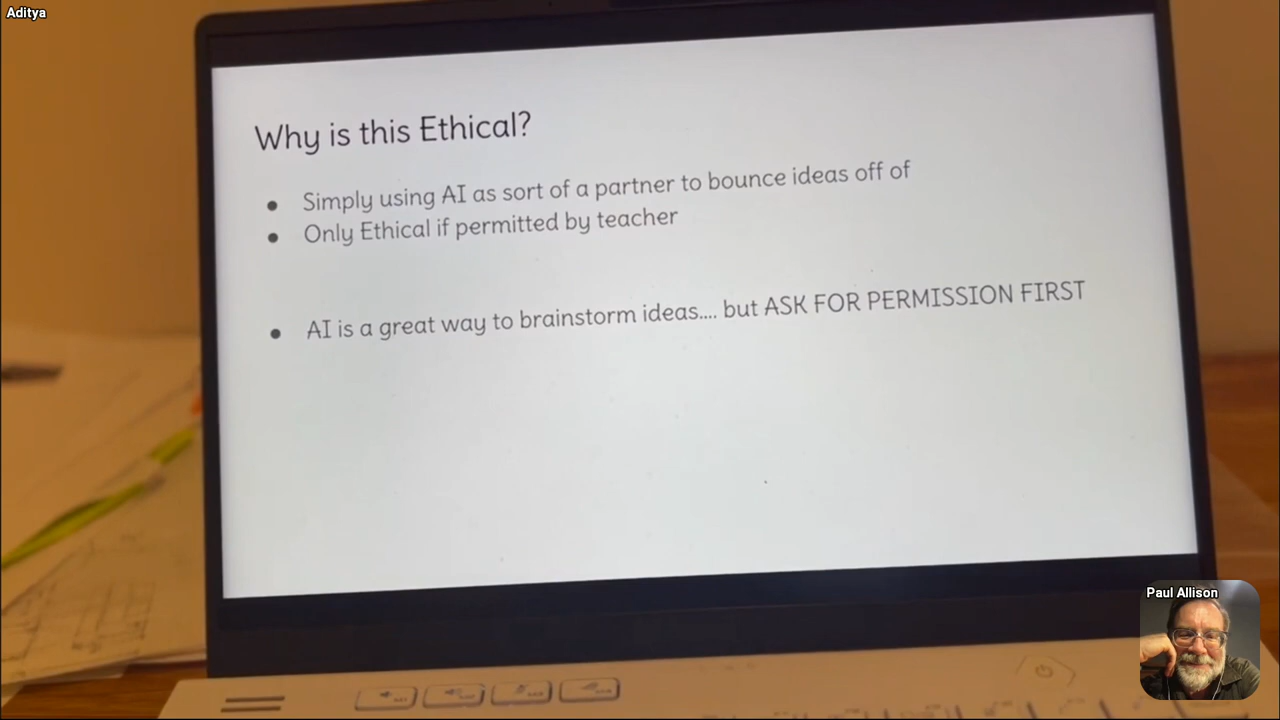 Aditya
Why is this Ethical?
● Simply using AI as sort of a partner to bounce ideas off of
● Only Ethical if permitted by teacher
● AI is a great way to brainstorm ideas.... but ASK FOR PERMISSION FIRST
Paul Allison